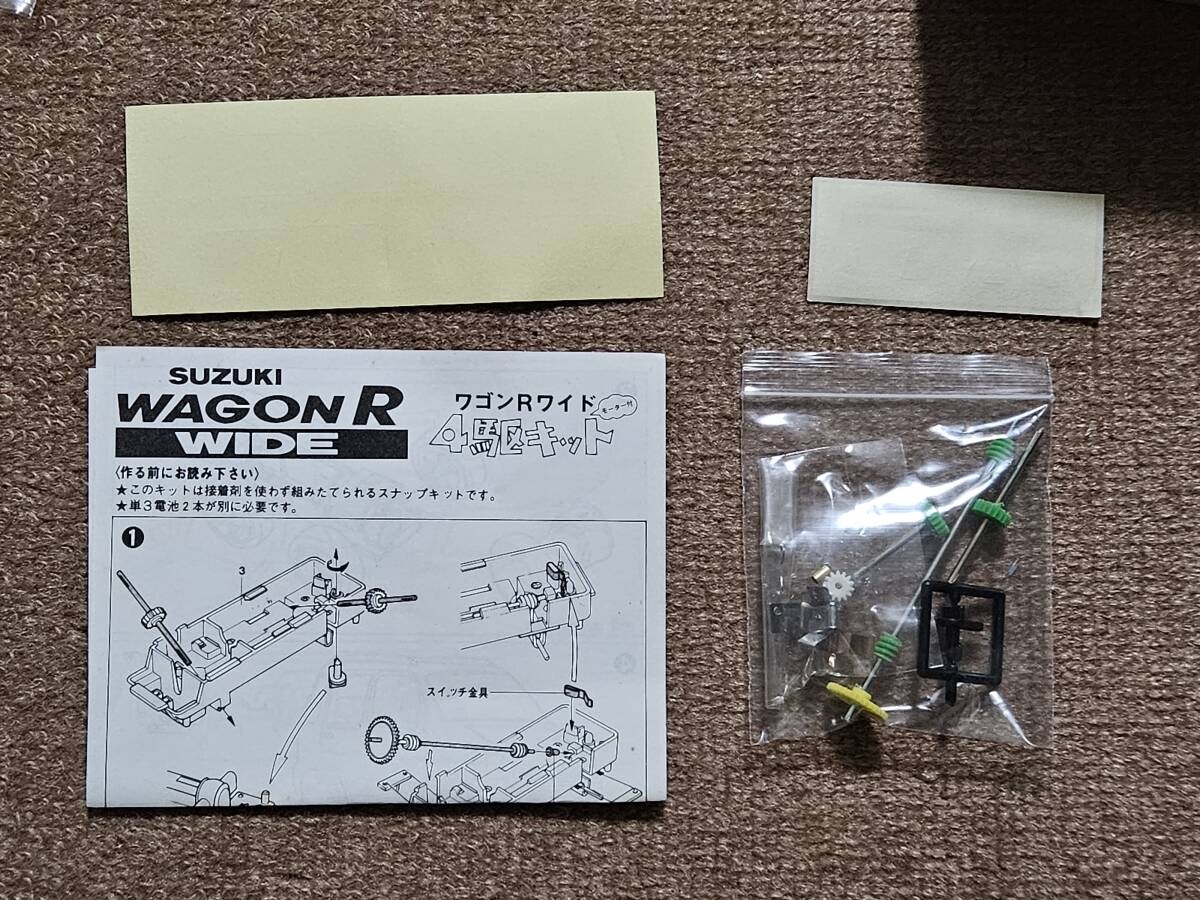 SUZUKI
WAGON R
WIDE
ワゴンRワイド
モーター付
4駆キット
〈作る前にお読み下さい〉
★このキットは接着剤を使わず組みたてられるスナップキットです。
★単3電池2本が別に必要です。
1
3
スイッチ金具